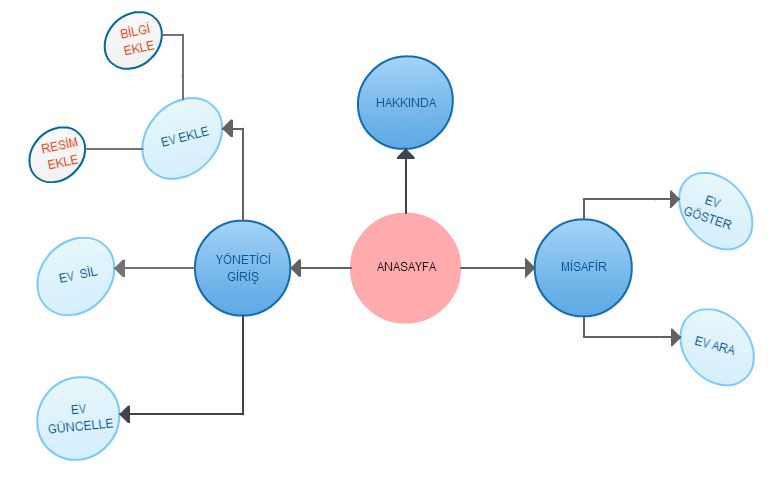 BİLGİ
EKLE
HAKKINDA
EV EKLE
RESİM
EKLE
EV
GÖSTER
YÖNETİCİ
GİRİŞ
ANASAYFA
MİSAFİR
EV SİL
EV ARA
EV
GÜNCELLE